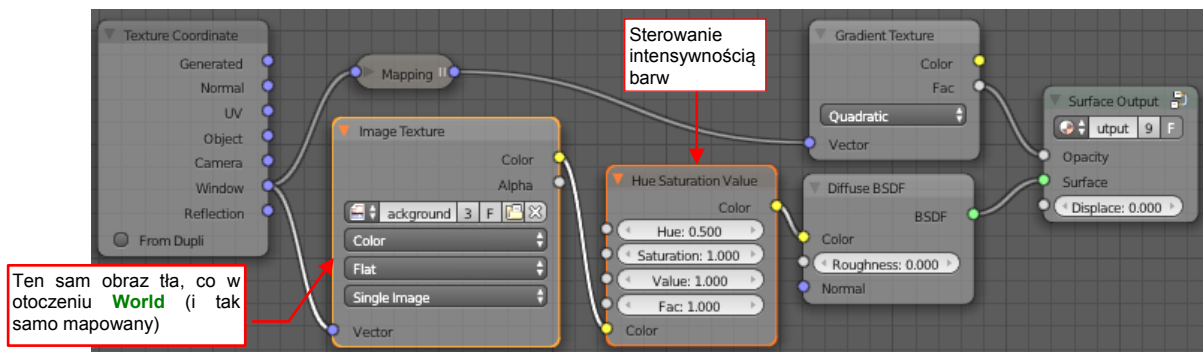 Texture Coordinate
Generated
Normal
UV
Object
Camera
Window
Reflection
From Dupli
Mapping
Image Texture
Color
Alpha
ackground 3 F
Color
Flat
Single Image
Vector
Ten sam obraz tła, co w
otoczeniu World (i tak
samo mapowany)
Sterowanie
intensywnością
barw
Hue Saturation Value
Color
Hue: 0.500
Saturation: 1.000
Value: 1.000
Fac: 1.000
Color
Gradient Texture
Color
Fac
Quadratic
Vector
Diffuse BSDF
BSDF
Color
Roughness: 0.000
Normal
Surface Output
utput 9 F
Opacity
Surface
Displace: 0.000